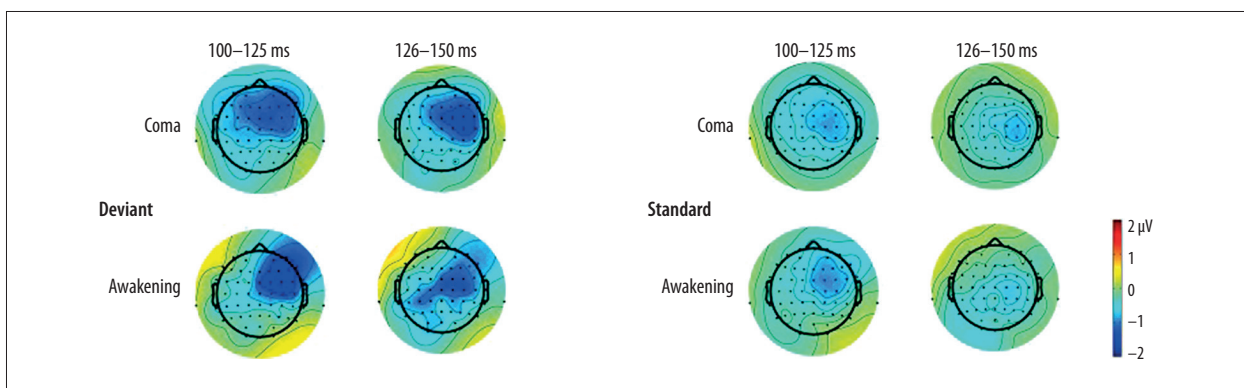 100–125 ms 126–150 ms 100–125 ms 126–150 ms
Coma Coma
Deviant Standard
2 µV
1
Awakening Awakening 0
–1
–2